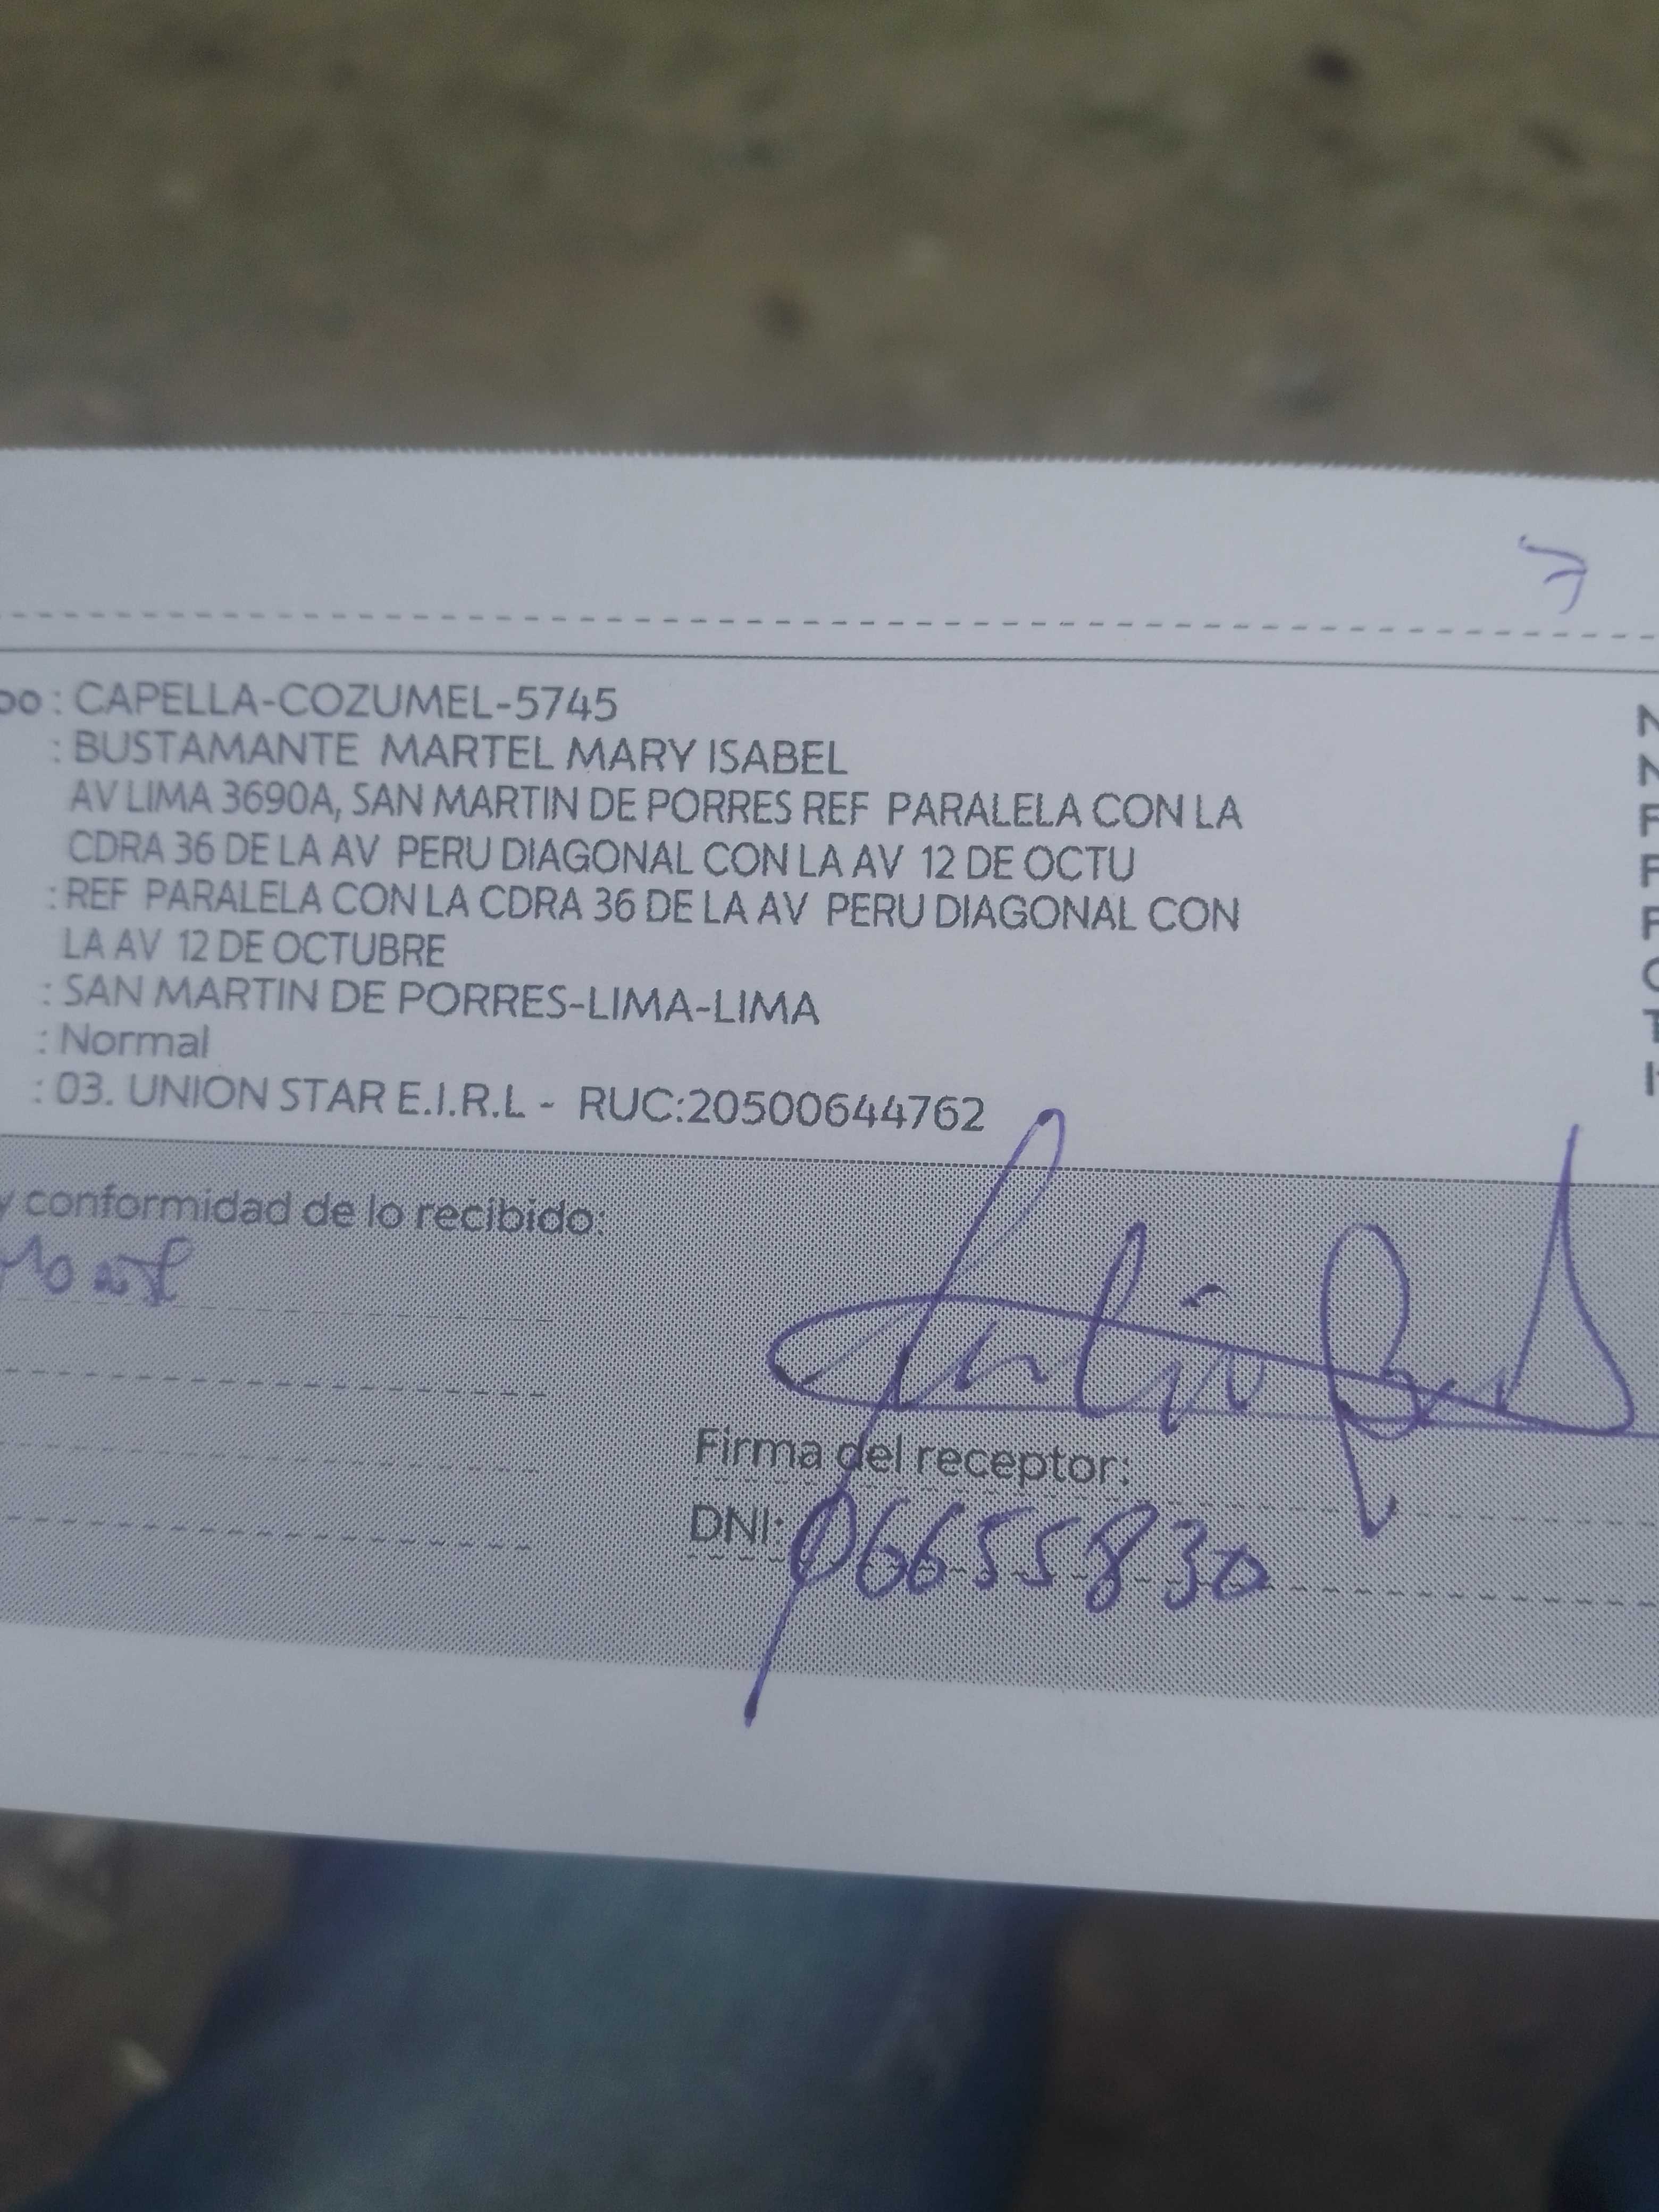 : CAPELLA-COZUMEL-5745
: BUSTAMANTE MARTEL MARY ISABEL
AV LIMA 3690A, SAN MARTIN DE PORRES REF PARALELA CON LA
CDRA 36 DE LA AV PERU DIAGONAL CON LA AV 12 DE OCTU
: REF PARALELA CON LA CDRA 36 DE LA AV PERU DIAGONAL CON
LA AV 12 DE OCTUBRE
: SAN MARTIN DE PORRES-LIMA-LIMA
: Normal
: 03. UNION STAR E.I.R.L - RUC:20500644762
y conformidad de lo recibido:
Firma del receptor:
DNI: 06655830